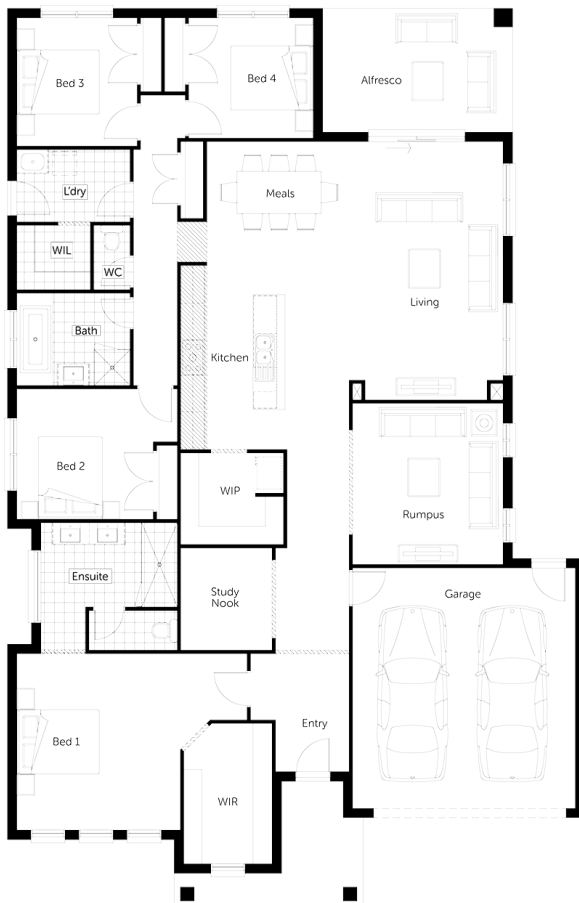 Bed 3
Bed 4
Alfresco
L'dry
Meals
WIL
WC
Living
Bath
Kitchen
Bed 2
WIP
Rumpus
Ensuite
Study
Nook
Garage
Entry
Bed 1
WIR